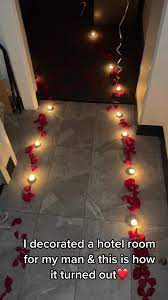 I decorated a hotel room
for my man & this is how
it turned out❤️